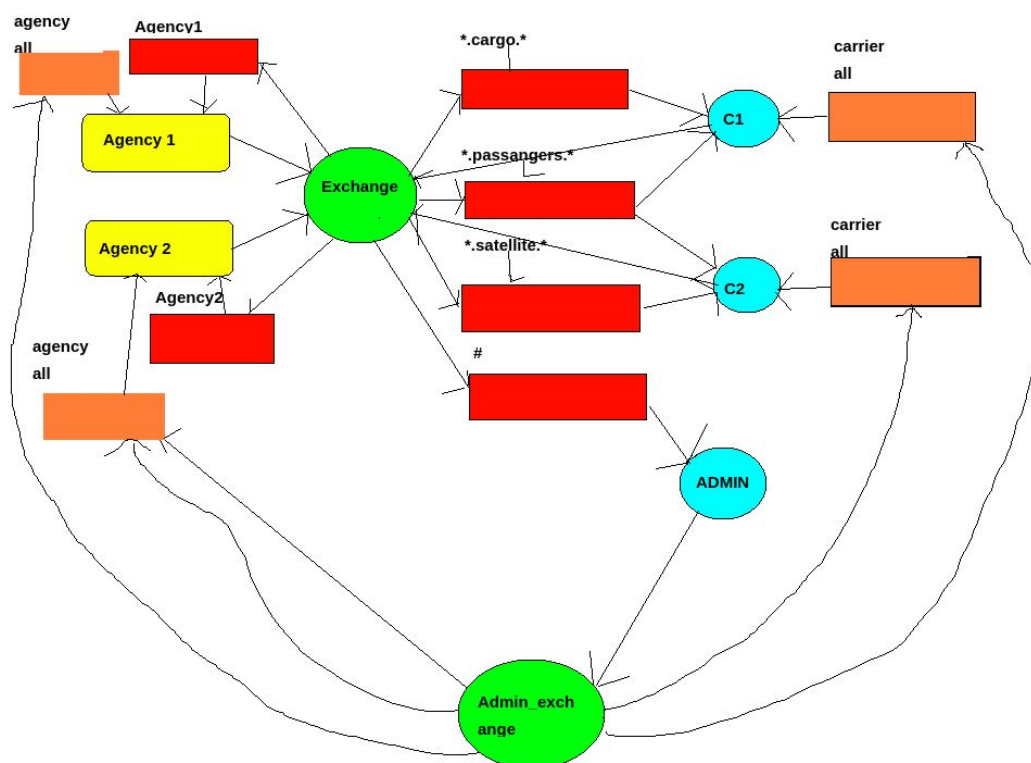 agency
all
Agency1
*.cargo.*
carrier
all
Agency 1
C1
*.passangers.*
Exchange
Agency 2
*.satellite.*
carrier
all
C2
Agency2
agency
all
#
ADMIN
Admin_exch
ange